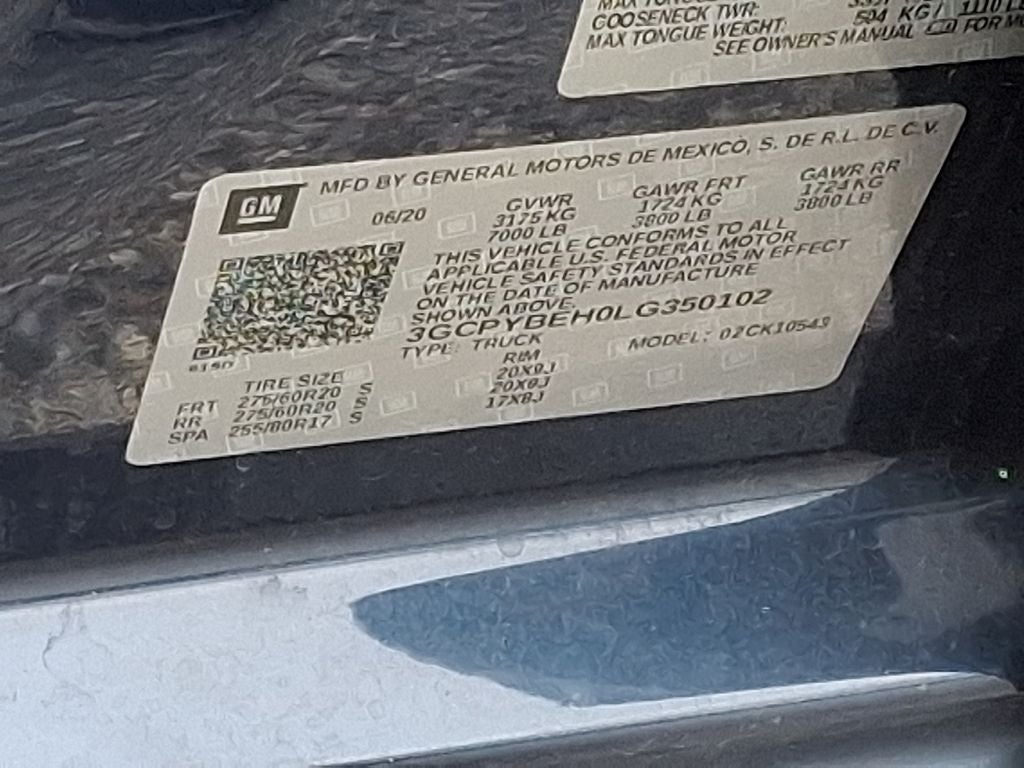 GOOSENECK TWR:
594 KG / 1110 LB
MAX TONGUE WEIGHT:
SEE OWNER'S MANUAL FOR
MFD BY GENERAL MOTORS DE MEXICO, S. DE R.L. DE C.V.
GM
06/20
GVWR GAWR FRT GAWR RR
3175 KG 1724 KG 1724 KG
7000 LB 3800 LB 3800 LB
THIS VEHICLE CONFORMS TO ALL
APPLICABLE U.S. FEDERAL MOTOR
VEHICLE SAFETY STANDARDS IN EFFECT
ON THE DATE OF MANUFACTURE
SHOWN ABOVE.
3GCPYBEH0LG350102
TYPE: TRUCK MODEL: 02CK10543
TIRE SIZE RIM
FRT 275/60R20 S 20X9J
RR 275/60R20 S 20X9J
SPA 255/80R17 S 17X8J